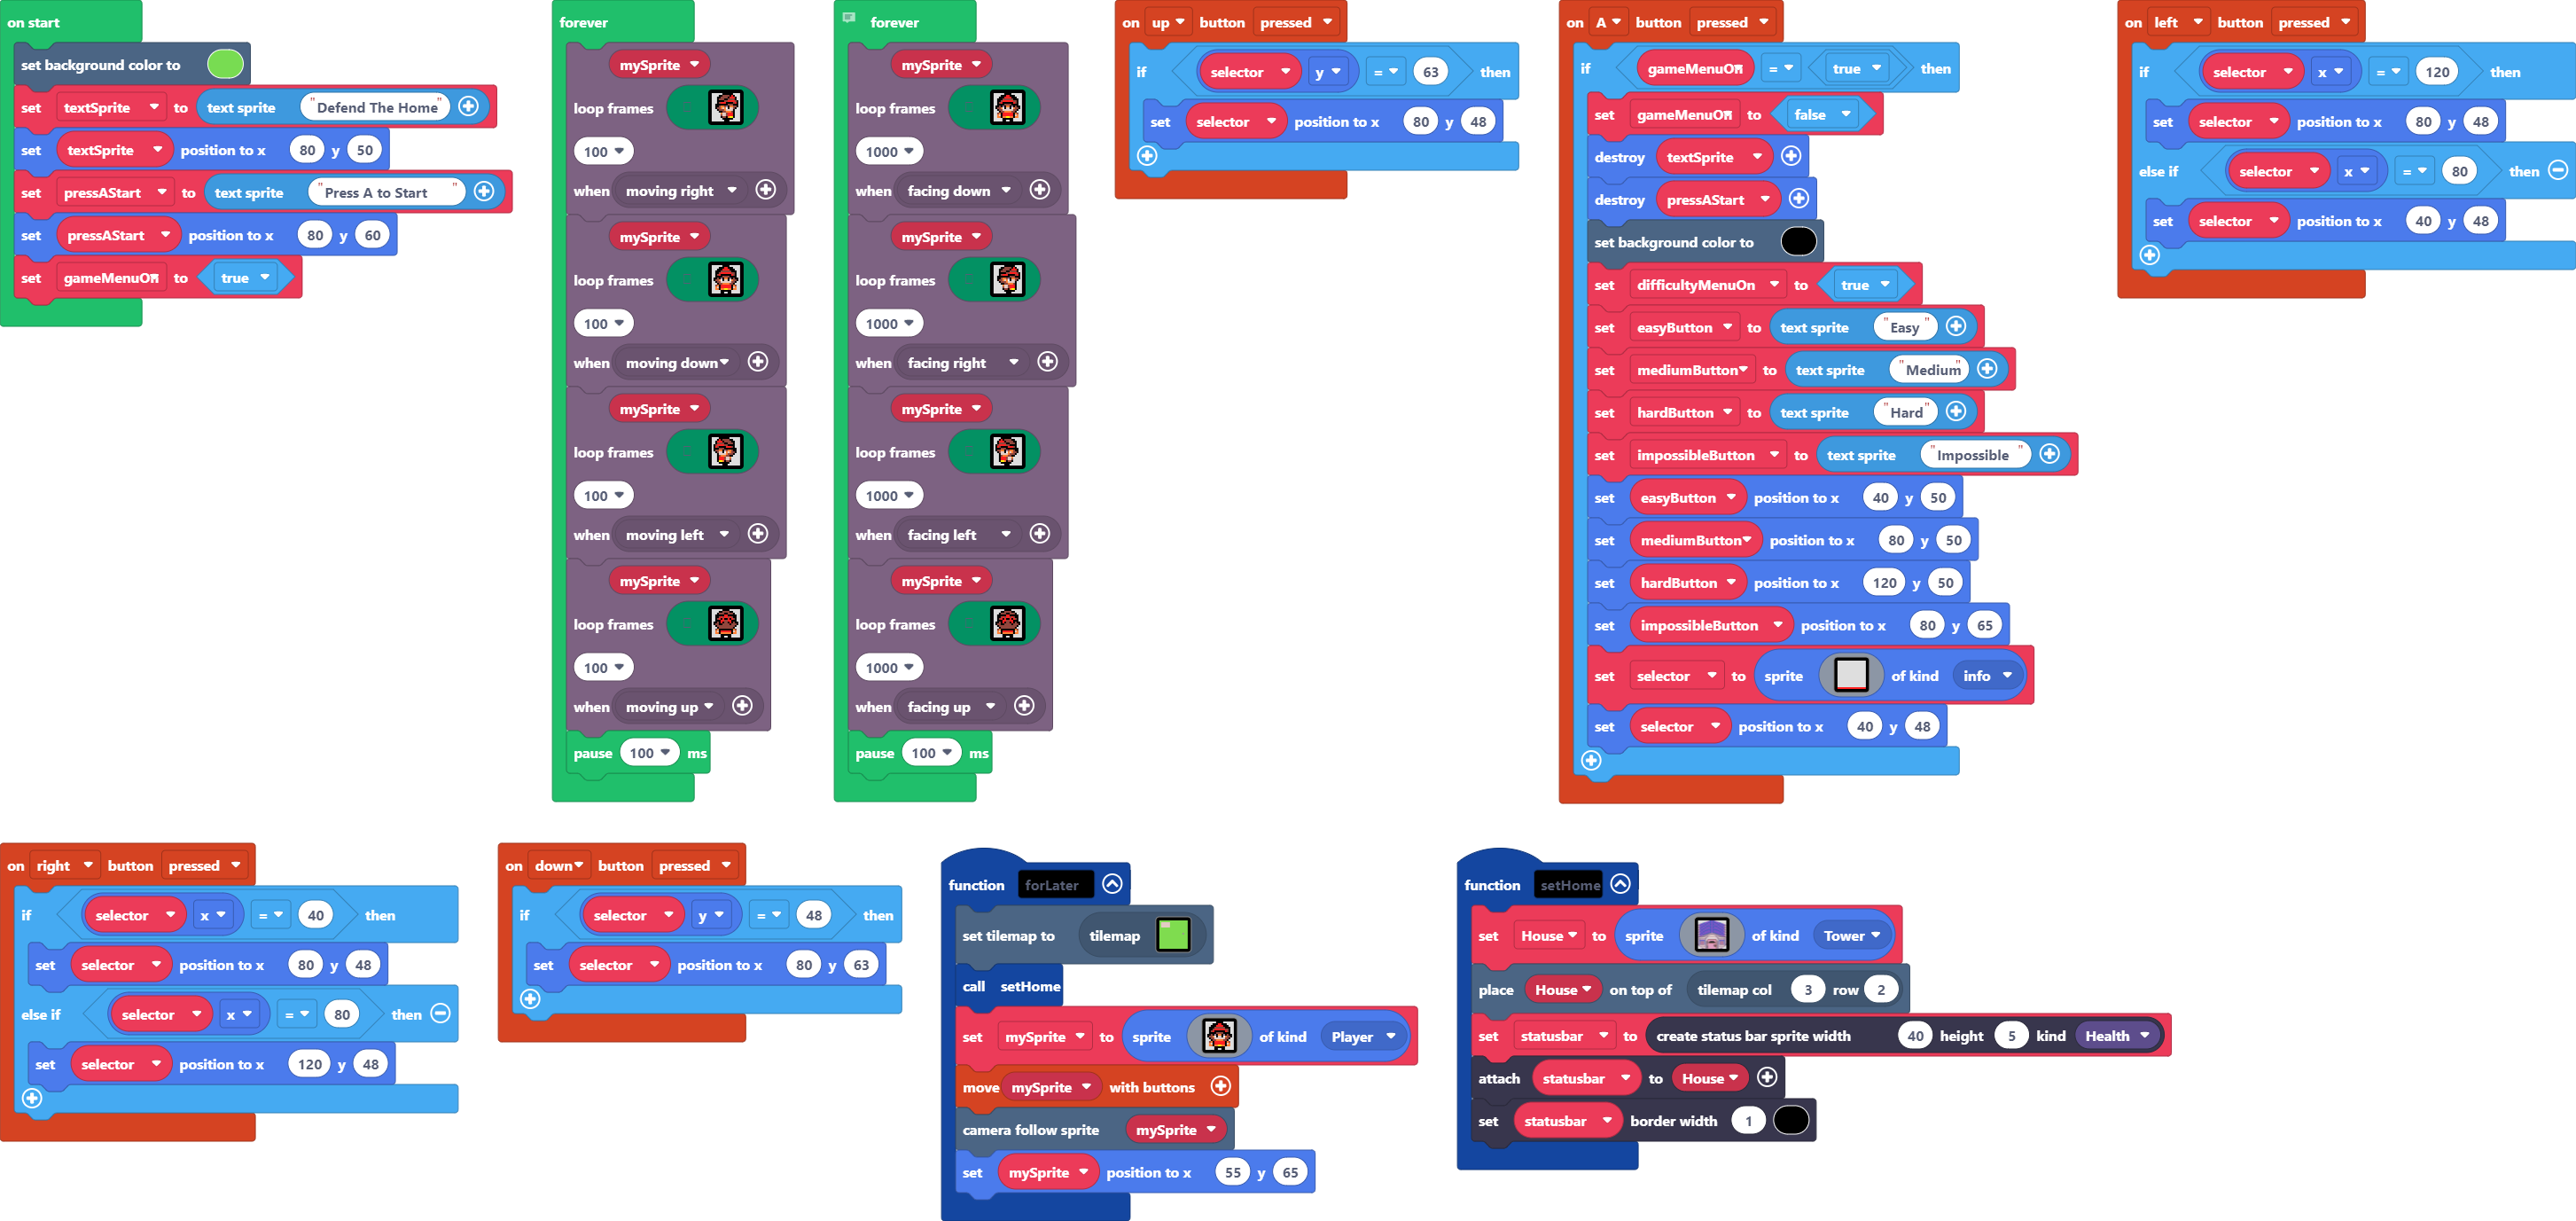 on start
set background color to
set textSprite to text sprite "Defend The Home"
set textSprite position to x 80 y 50
set pressAStart to text sprite "Press A to Start "
set pressAStart position to x 80 y 60
set gameMenuOn to true
forever
mySprite
loop frames
100
when moving right
mySprite
loop frames
100
when moving down
mySprite
loop frames
100
when moving left
mySprite
loop frames
100
when moving up
pause 100 ms
forever
mySprite
loop frames
1000
when facing down
mySprite
loop frames
1000
when facing right
mySprite
loop frames
1000
when facing left
mySprite
loop frames
1000
when facing up
pause 100 ms
on up button pressed
if selector y = 63 then
set selector position to x 80 y 48
on A button pressed
if gameMenuOn = true then
set gameMenuOn to false
destroy textSprite
destroy pressAStart
set background color to
set difficultyMenuOn to true
set easyButton to text sprite "Easy"
set mediumButton to text sprite "Medium"
set hardButton to text sprite "Hard"
set impossibleButton to text sprite "Impossible"
set easyButton position to x 40 y 50
set mediumButton position to x 80 y 50
set hardButton position to x 120 y 50
set impossibleButton position to x 80 y 65
set selector to sprite of kind info
set selector position to x 40 y 48
on left button pressed
if selector x = 120 then
set selector position to x 80 y 48
else if selector x = 80 then
set selector position to x 40 y 48
on right button pressed
if selector x = 40 then
set selector position to x 80 y 48
else if selector x = 80 then
set selector position to x 120 y 48
on down button pressed
if selector y = 48 then
set selector position to x 80 y 63
function forLater
set tilemap to tilemap
call setHome
set mySprite to sprite of kind Player
move mySprite with buttons
camera follow sprite mySprite
set mySprite position to x 55 y 65
function setHome
set House to sprite of kind Tower
place House on top of tilemap col 3 row 2
set statusbar to create status bar sprite width 40 height 5 kind Health
attach statusbar to House
set statusbar border width 1